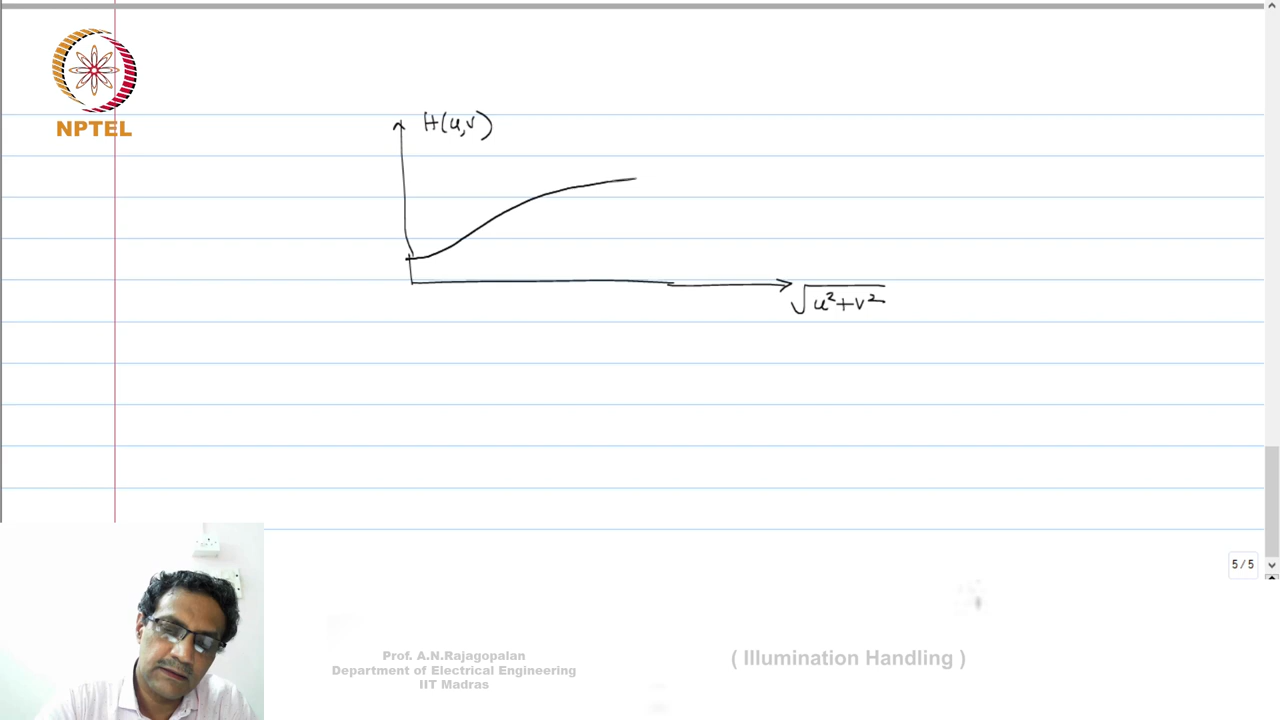 NPTEL
H(u,v)
√u²+v²
5/5
Prof. A.N.Rajagopalan
Department of Electrical Engineering
IIT Madras
( Illumination Handling )